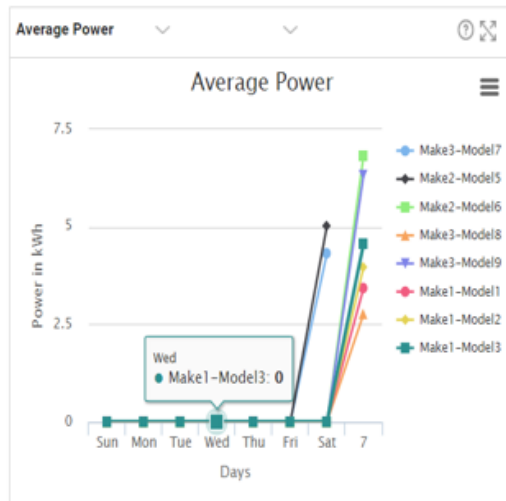 Average Power
?
Average Power
7.5
5
2.5
0
Power in kWh
Wed
Make1-Model3: 0
Sun Mon Tue Wed Thu Fri Sat 7
Days
Make3-Model7
Make2-Model5
Make2-Model6
Make3-Model8
Make3-Model9
Make1-Model1
Make1-Model2
Make1-Model3